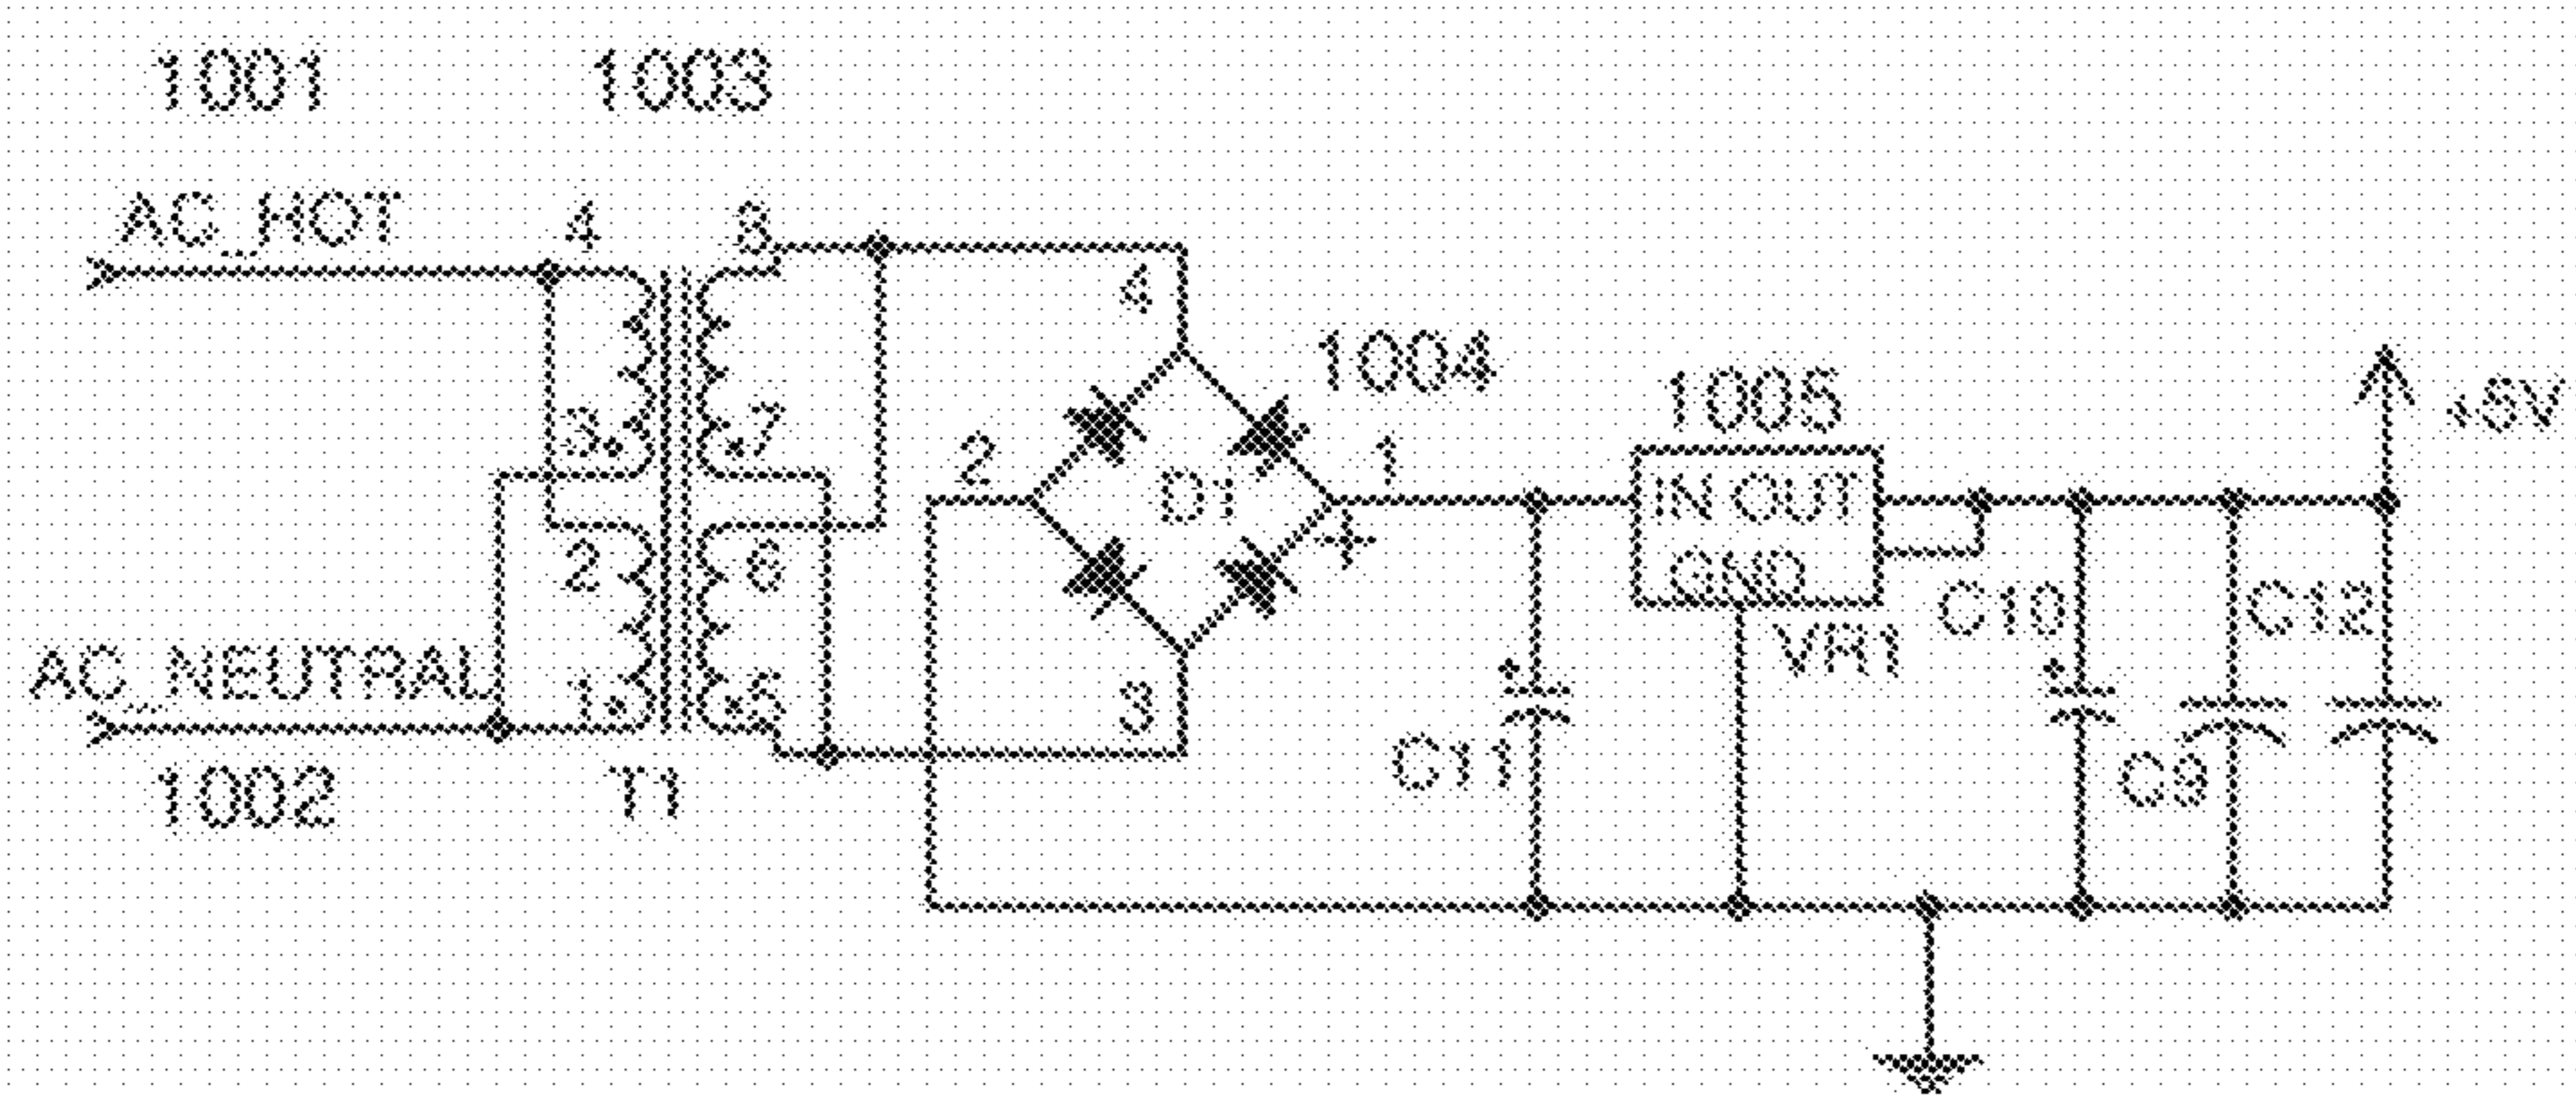 1001 1003
AC_HOT 4 8
4
1004
1005
+5V
3 7
2 D1 1
IN OUT
+
GND
2 6
C10 C12
VR1
AC_NEUTRAL 1 5
3
C11
C9
1002 T1